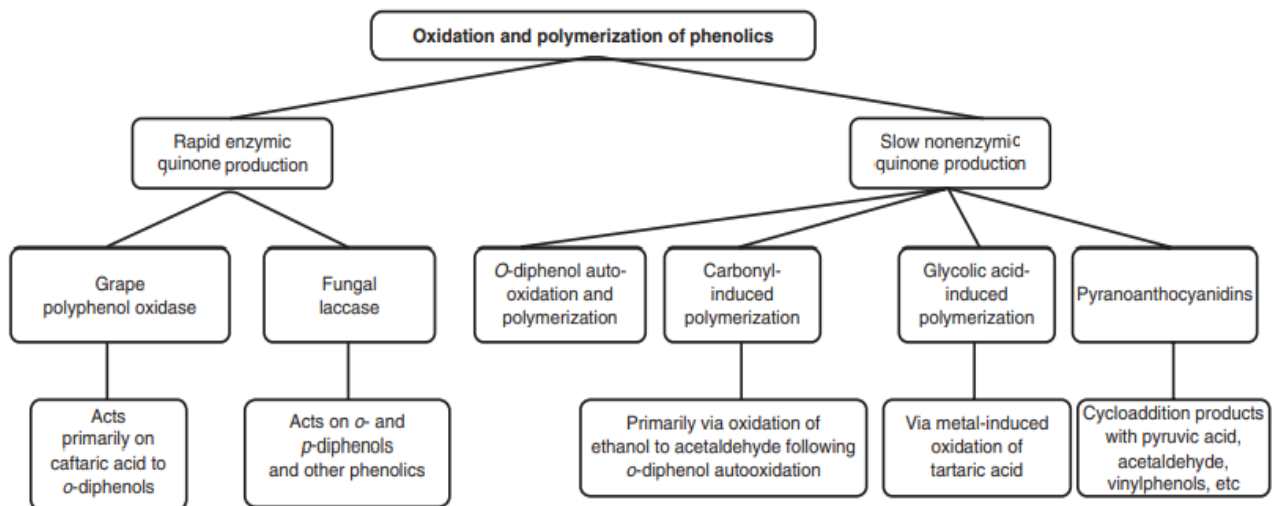 Oxidation and polymerization of phenolics
Rapid enzymic
quinone production
Slow nonenzymic
quinone production
Grape
polyphenol oxidase
Fungal
laccase
O-diphenol auto-
oxidation and
polymerization
Carbonyl-
induced
polymerization
Glycolic acid-
induced
polymerization
Pyranoanthocyanidins
Acts
primarily on
caftaric acid to
o-diphenols
Acts on o- and
p-diphenols
and other phenolics
Primarily via oxidation of
ethanol to acetaldehyde following
o-diphenol autooxidation
Via metal-induced
oxidation of
tartaric acid
Cycloaddition products
with pyruvic acid,
acetaldehyde,
vinylphenols, etc